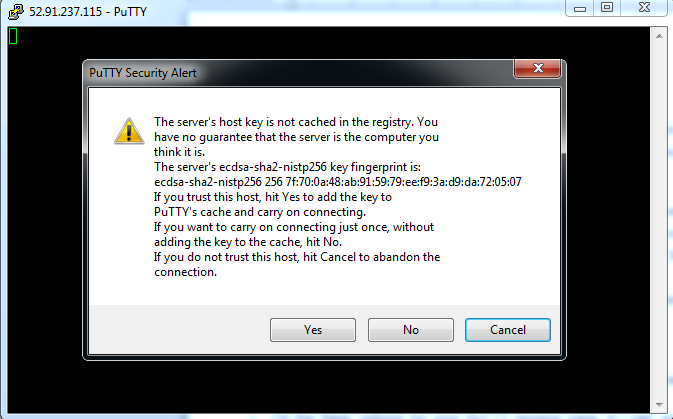 52.91.237.115 - PuTTY
PuTTY Security Alert
The server's host key is not cached in the registry. You
have no guarantee that the server is the computer you
think it is.
The server's ecdsa-sha2-nistp256 key fingerprint is:
ecdsa-sha2-nistp256 256 7f:70:0a:48:ab:91:59:79:ee:f9:3a:d9:da:72:05:07
If you trust this host, hit Yes to add the key to
PuTTY's cache and carry on connecting.
If you want to carry on connecting just once, without
adding the key to the cache, hit No.
If you do not trust this host, hit Cancel to abandon the
connection.
Yes
No
Cancel